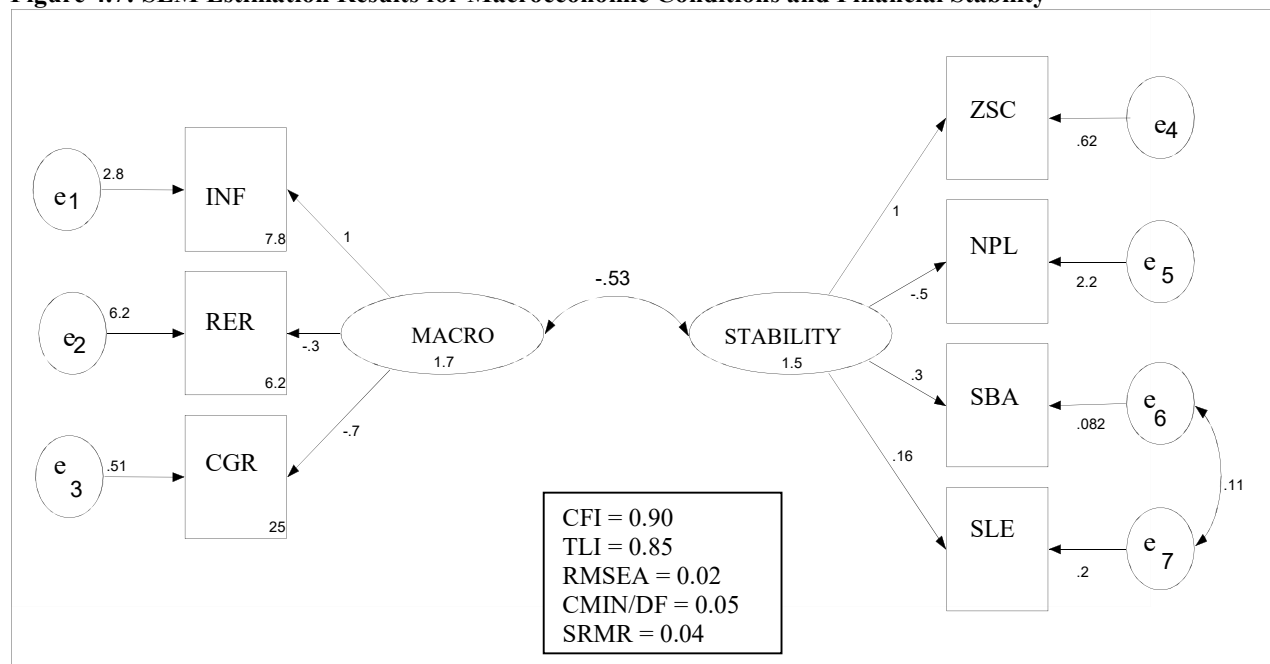 Figure 4.7: SEM Estimation Results for Macroeconomic Conditions and Financial Stability
e1
2.8
INF
7.8
1
e2
6.2
RER
6.2
-.3
e3
.51
CGR
25
-.7
MACRO
1.7
-.53
STABILITY
1.5
1
ZSC
.62
e4
-.5
NPL
2.2
e5
.3
SBA
.082
e6
.16
SLE
.2
e7
.11
CFI = 0.90
TLI = 0.85
RMSEA = 0.02
CMIN/DF = 0.05
SRMR = 0.04